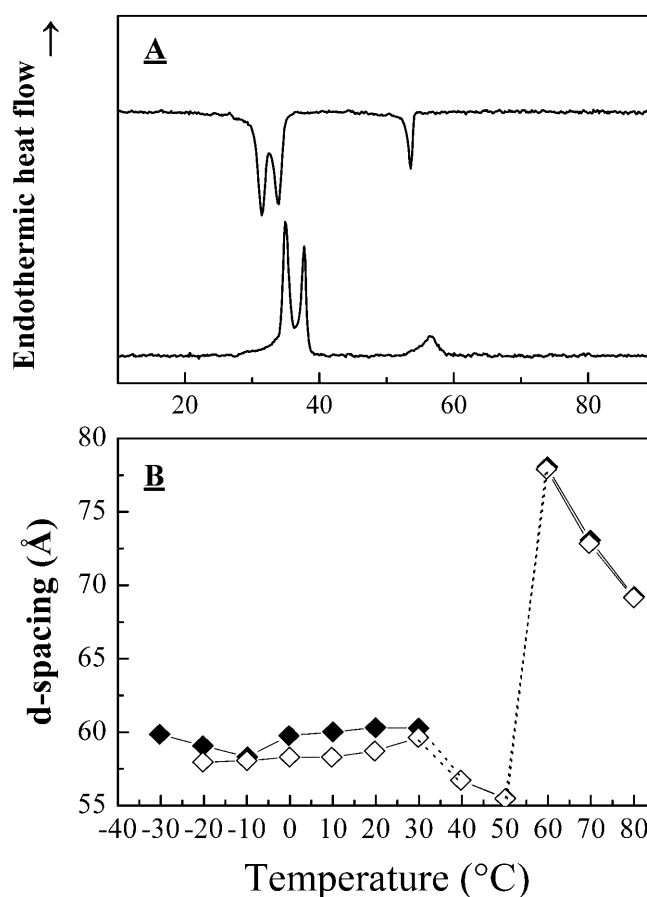 Endothermic heat flow →
A
20 40 60 80
d-spacing (Å)
B
80
75
70
65
60
55
-40 -30 -20 -10 0 10 20 30 40 50 60 70 80
Temperature (°C)